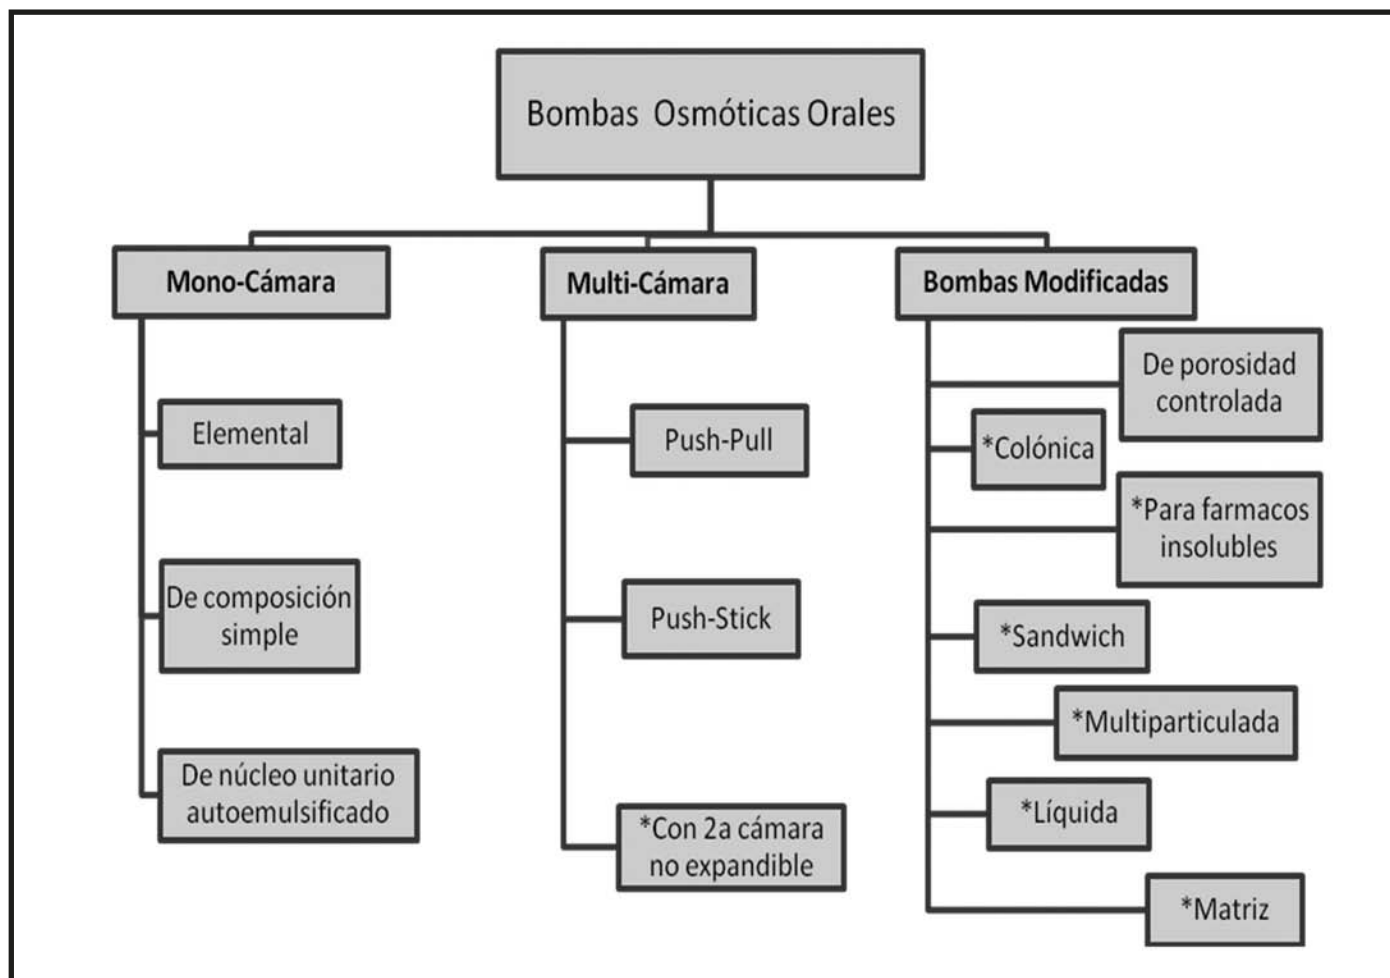 Bombas Osmóticas Orales
Mono-Cámara
Elemental
De composición
simple
De núcleo unitario
autoemulsificado
Multi-Cámara
Push-Pull
Push-Stick
*Con 2a cámara
no expandible
Bombas Modificadas
De porosidad
controlada
*Colónica
*Para farmacos
insolubles
*Sandwich
*Multiparticulada
*Líquida
*Matriz